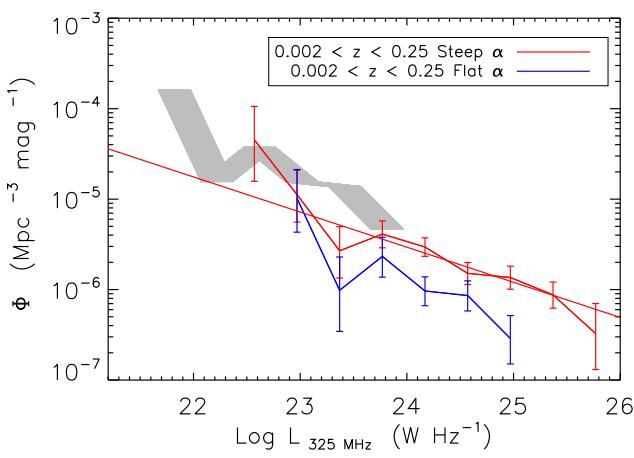 10⁻³
0.002 < z < 0.25 Steep α
0.002 < z < 0.25 Flat α
10⁻⁴
10⁻⁵
10⁻⁶
10⁻⁷
Φ (Mpc ⁻³ mag ⁻¹)
22 23 24 25 26
Log L 325 MHz (W Hz⁻¹)